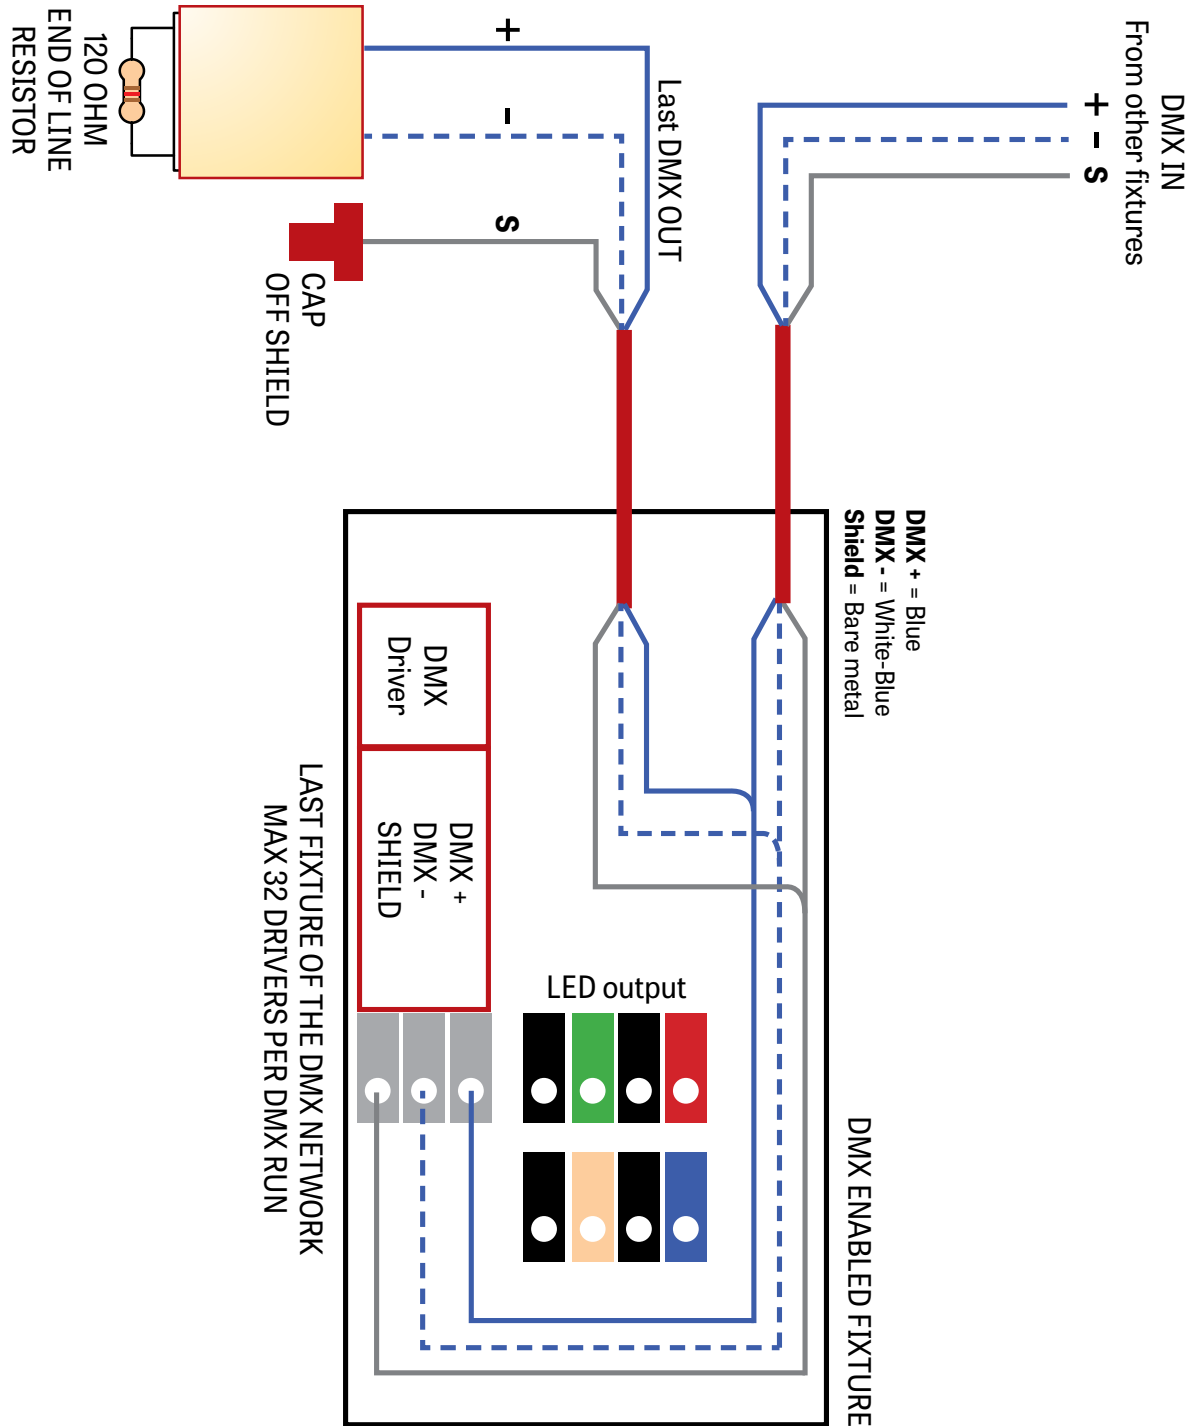 DMX IN
From other fixtures
+
-
S
Last DMX OUT
+
-
S
120 OHM
END OF LINE
RESISTOR
CAP
OFF SHIELD
DMX + = Blue
DMX - = White-Blue
Shield = Bare metal
DMX ENABLED FIXTURE
DMX
Driver
DMX +
DMX -
SHIELD
LED output
LAST FIXTURE OF THE DMX NETWORK
MAX 32 DRIVERS PER DMX RUN